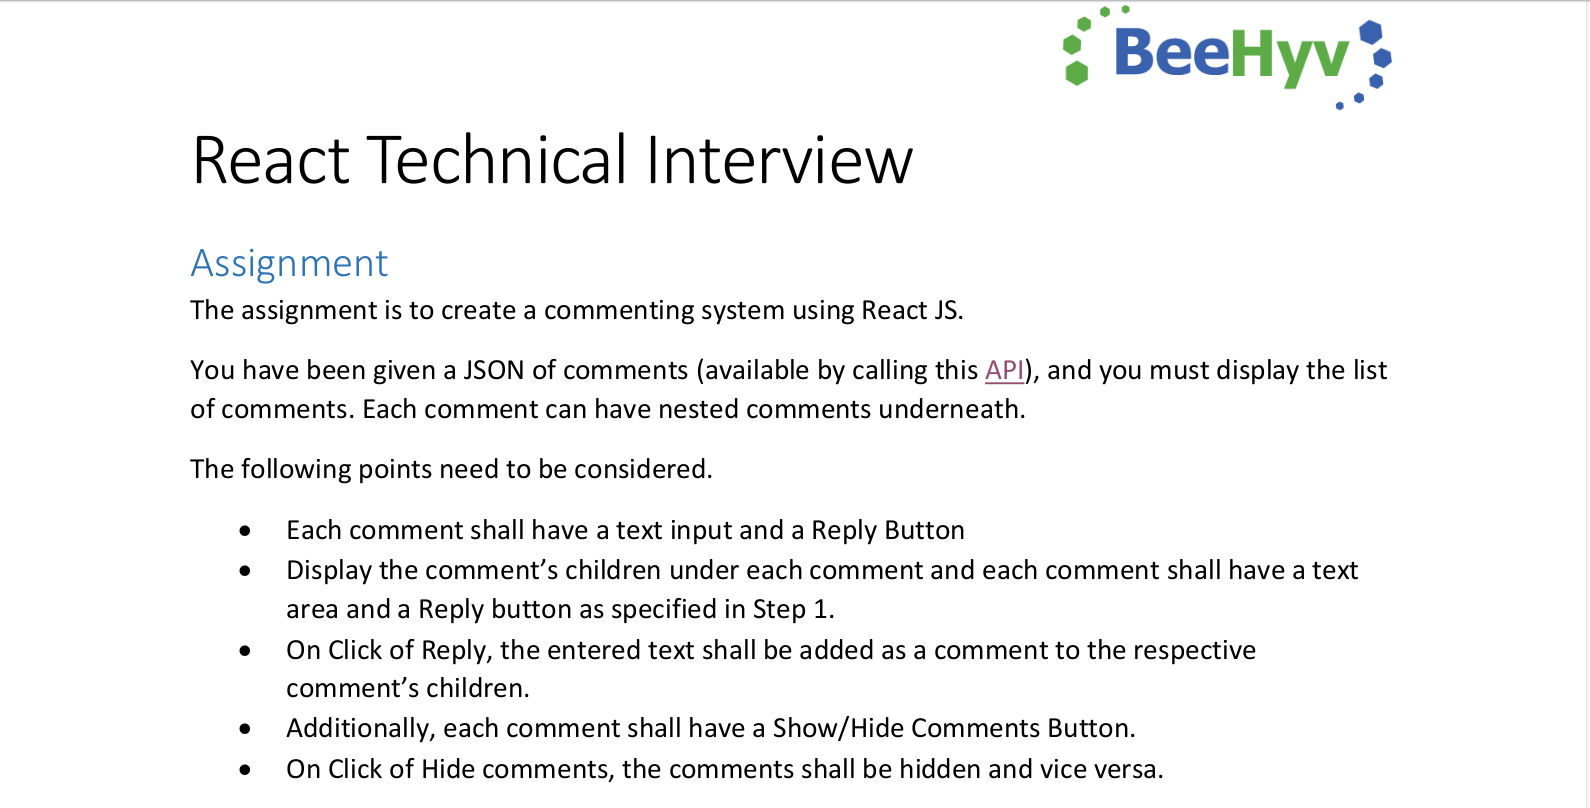 BeeHyv
React Technical Interview
Assignment
The assignment is to create a commenting system using React JS.
You have been given a JSON of comments (available by calling this API), and you must display the list
of comments. Each comment can have nested comments underneath.
The following points need to be considered.
• Each comment shall have a text input and a Reply Button
• Display the comment’s children under each comment and each comment shall have a text
area and a Reply button as specified in Step 1.
• On Click of Reply, the entered text shall be added as a comment to the respective
comment’s children.
• Additionally, each comment shall have a Show/Hide Comments Button.
• On Click of Hide comments, the comments shall be hidden and vice versa.